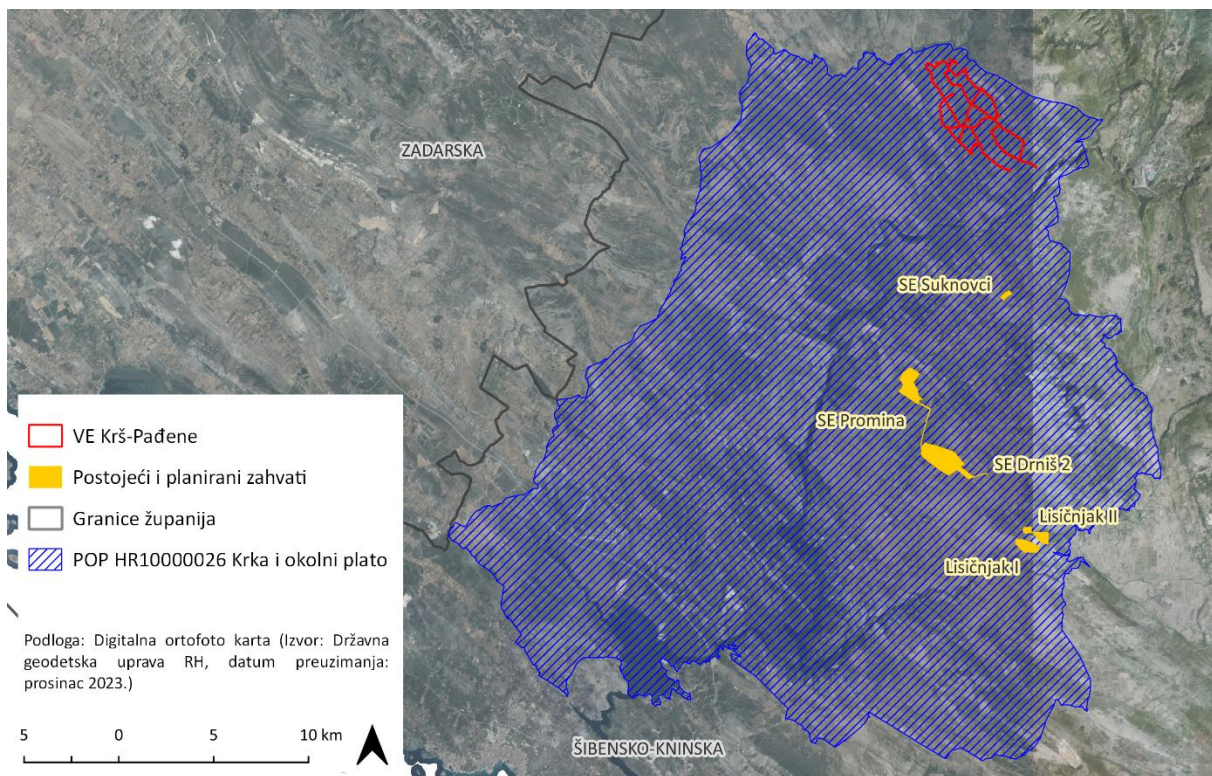 ZADARSKA
SE Suknovci
SE Promina
SE Drniš 2
Lisičnjak II
Lisičnjak I
ŠIBENSKO-KNINSKA
VE Krš-Pađene
Postojeći i planirani zahvati
Granice županija
POP HR10000026 Krka i okolni plato
Podloga: Digitalna ortofoto karta (Izvor: Državna
geodetska uprava RH, datum preuzimanja:
prosinac 2023.)
5 0 5 10 km